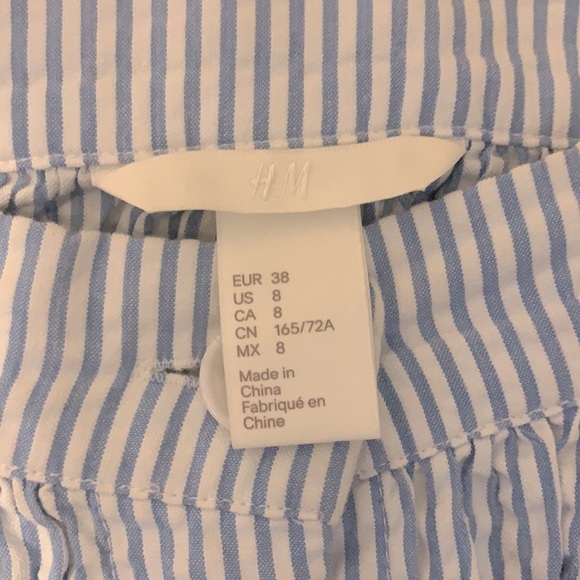 H M
EUR 38
US 8
CA 8
CN 165/72A
MX 8
Made in
China
Fabriqué en
Chine